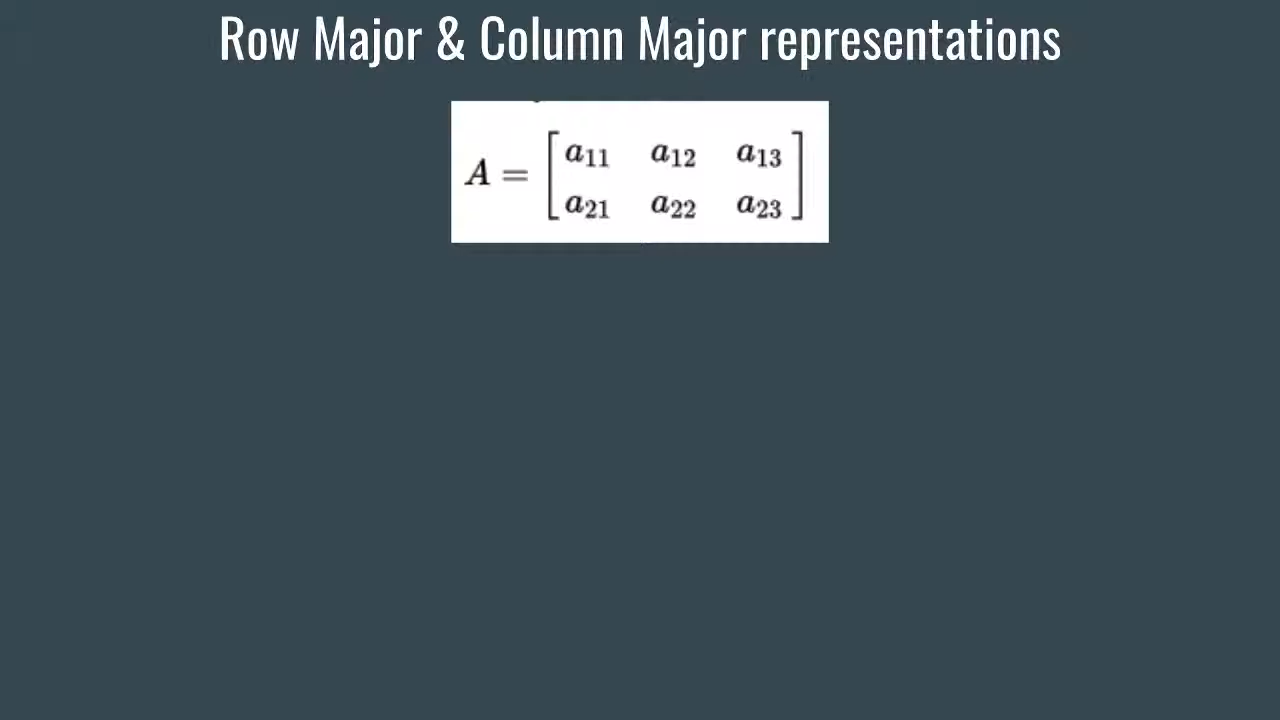 Row Major & Column Major representations
A = [ a11 a12 a13
a21 a22 a23 ]